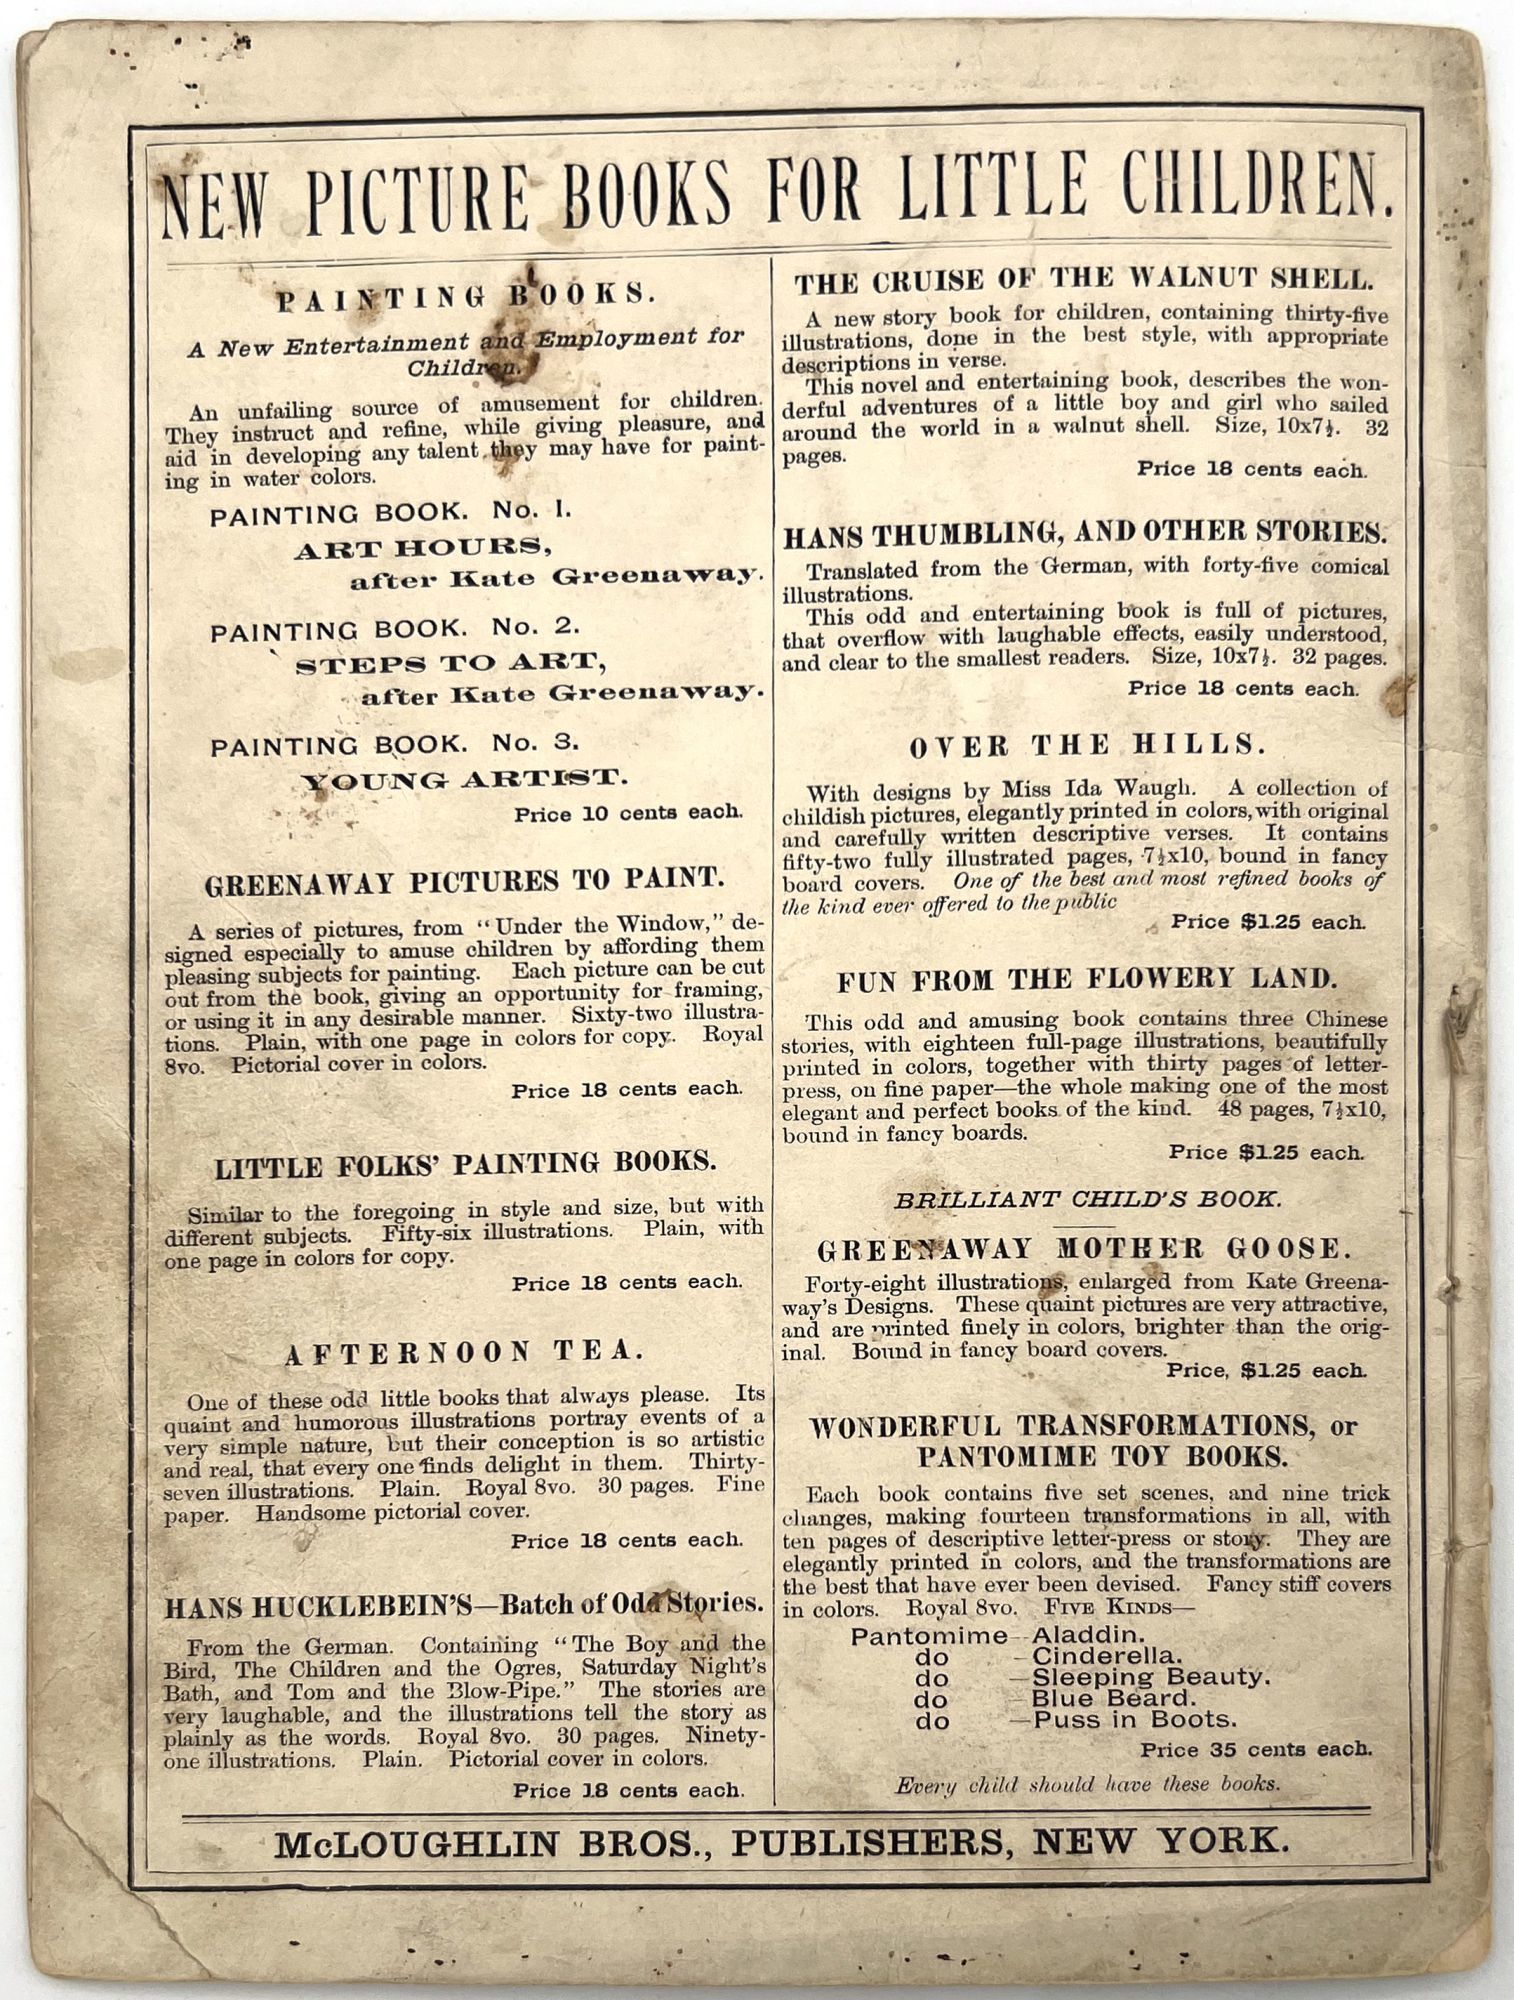 NEW PICTURE BOOKS FOR LITTLE CHILDREN.
PAINTING BOOKS.
A New Entertainment and Employment for
Children.
An unfailing source of amusement for children.
They instruct and refine, while giving pleasure, and
aid in developing any talent they may have for paint-
ing in water colors.
PAINTING BOOK. No. 1.
ART HOURS,
after Kate Greenaway.
PAINTING BOOK. No. 2.
STEPS TO ART,
after Kate Greenaway.
PAINTING BOOK. No. 3.
YOUNG ARTIST.
Price 10 cents each.
GREENAWAY PICTURES TO PAINT.
A series of pictures, from "Under the Window," de-
signed especially to amuse children by affording them
pleasing subjects for painting. Each picture can be cut
out from the book, giving an opportunity for framing,
or using it in any desirable manner. Sixty-two illustra-
tions. Plain, with one page in colors for copy. Royal
8vo. Pictorial cover in colors.
Price 18 cents each.
LITTLE FOLKS' PAINTING BOOKS.
Similar to the foregoing in style and size, but with
different subjects. Fifty-six illustrations. Plain, with
one page in colors for copy.
Price 18 cents each.
AFTERNOON TEA.
One of these odd little books that always please. Its
quaint and humorous illustrations portray events of a
very simple nature, but their conception is so artistic
and real, that every one finds delight in them. Thirty-
seven illustrations. Plain. Royal 8vo. 30 pages. Fine
paper. Handsome pictorial cover.
Price 18 cents each.
HANS HUCKLEBEIN'S—Batch of Odd Stories.
From the German. Containing "The Boy and the
Bird, The Children and the Ogres, Saturday Night's
Bath, and Tom and the Blow-Pipe." The stories are
very laughable, and the illustrations tell the story as
plainly as the words. Royal 8vo. 30 pages. Ninety-
one illustrations. Plain. Pictorial cover in colors.
Price 18 cents each.
THE CRUISE OF THE WALNUT SHELL.
A new story book for children, containing thirty-five
illustrations, done in the best style, with appropriate
descriptions in verse.
This novel and entertaining book, describes the won-
derful adventures of a little boy and girl who sailed
around the world in a walnut shell. Size, 10x7½. 32
pages.
Price 18 cents each.
HANS THUMBLING, AND OTHER STORIES.
Translated from the German, with forty-five comical
illustrations.
This odd and entertaining book is full of pictures,
that overflow with laughable effects, easily understood,
and clear to the smallest readers. Size, 10x7½. 32 pages.
Price 18 cents each.
OVER THE HILLS.
With designs by Miss Ida Waugh. A collection of
childish pictures, elegantly printed in colors, with original
and carefully written descriptive verses. It contains
fifty-two fully illustrated pages, 7½x10, bound in fancy
board covers. One of the best and most refined books of
the kind ever offered to the public
Price $1.25 each.
FUN FROM THE FLOWERY LAND.
This odd and amusing book contains three Chinese
stories, with eighteen full-page illustrations, beautifully
printed in colors, together with thirty pages of letter-
press, on fine paper—the whole making one of the most
elegant and perfect books of the kind. 48 pages, 7½x10,
bound in fancy boards.
Price $1.25 each.
BRILLIANT CHILD'S BOOK.
GREENAWAY MOTHER GOOSE.
Forty-eight illustrations, enlarged from Kate Greena-
way's Designs. These quaint pictures are very attractive,
and are printed finely in colors, brighter than the orig-
inal. Bound in fancy board covers.
Price, $1.25 each.
WONDERFUL TRANSFORMATIONS, or
PANTOMIME TOY BOOKS.
Each book contains five set scenes, and nine trick
changes, making fourteen transformations in all, with
ten pages of descriptive letter-press or story. They are
elegantly printed in colors, and the transformations are
the best that have ever been devised. Fancy stiff covers
in colors. Royal 8vo. FIVE KINDS—
Pantomime—Aladdin.
do —Cinderella.
do —Sleeping Beauty.
do —Blue Beard.
do —Puss in Boots.
Price 35 cents each.
Every child should have these books.
McLOUGHLIN BROS., PUBLISHERS, NEW YORK.